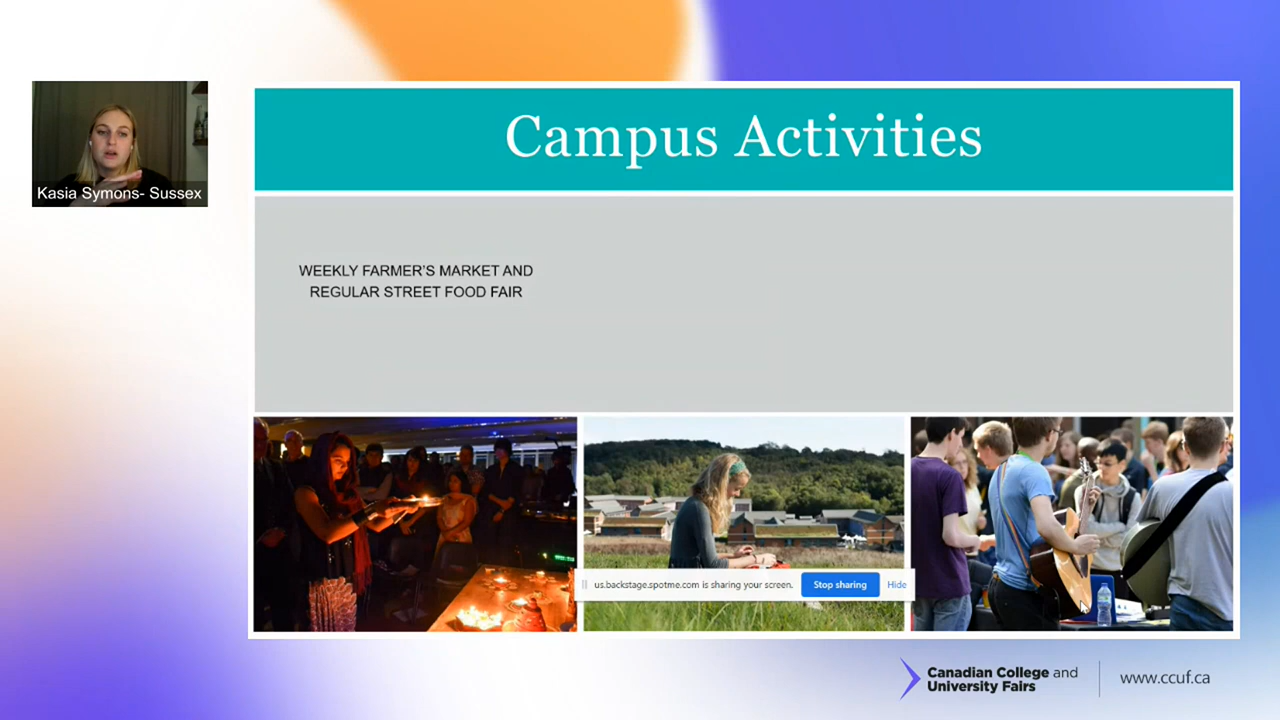 Campus Activities
Kasia Symons- Sussex
WEEKLY FARMER'S MARKET AND
REGULAR STREET FOOD FAIR
us.backstage.spotme.com is sharing your screen.
Stop sharing
Hide
Canadian College and
University Fairs
www.ccuf.ca